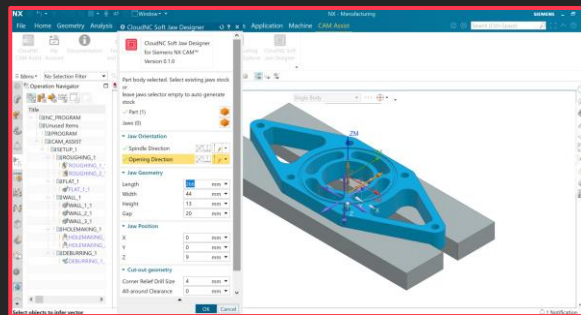 NX
Window
NX - Manufacturing
SIEMENS
File Home Geometry Analysis
CloudNC Soft Jaw Designer
Application Machine CAM Assist
CloudNC Soft Jaw Designer
for Siemens NX CAM™
Version 0.1.0
Menu
No Selection Filter
Operation Navigator
Part body selected. Select existing jaws stock or
leave jaws selector empty to auto generate
stock
Part (1)
Jaws (0)
Single Body
Title
INC_PROGRAM
Unused Items
PROGRAM
CAM_ASSIST
SETUP_1
ROUGHING_1
ROUGHING_1_1
ROUGHING_2_1
FLAT_1
FLAT_1_1
WALL_1
WALL_1_1
WALL_2_1
WALL_3_1
HOLEMAKING_1
HOLEMAKING_
HOLEMAKING_
DEBURRING_1
DEBURRING_1_
Jaw Orientation
Spindle Direction
Opening Direction
Jaw Geometry
Length mm
Width 44 mm
Height 13 mm
Gap 20 mm
Jaw Position
X 0 mm
Y 0 mm
Z 9 mm
Cut-out geometry
Corner Relief Drill Size 4 mm
All-around Clearance 0 mm
OK Cancel
ZM
Select objects to infer vector
1 Notification